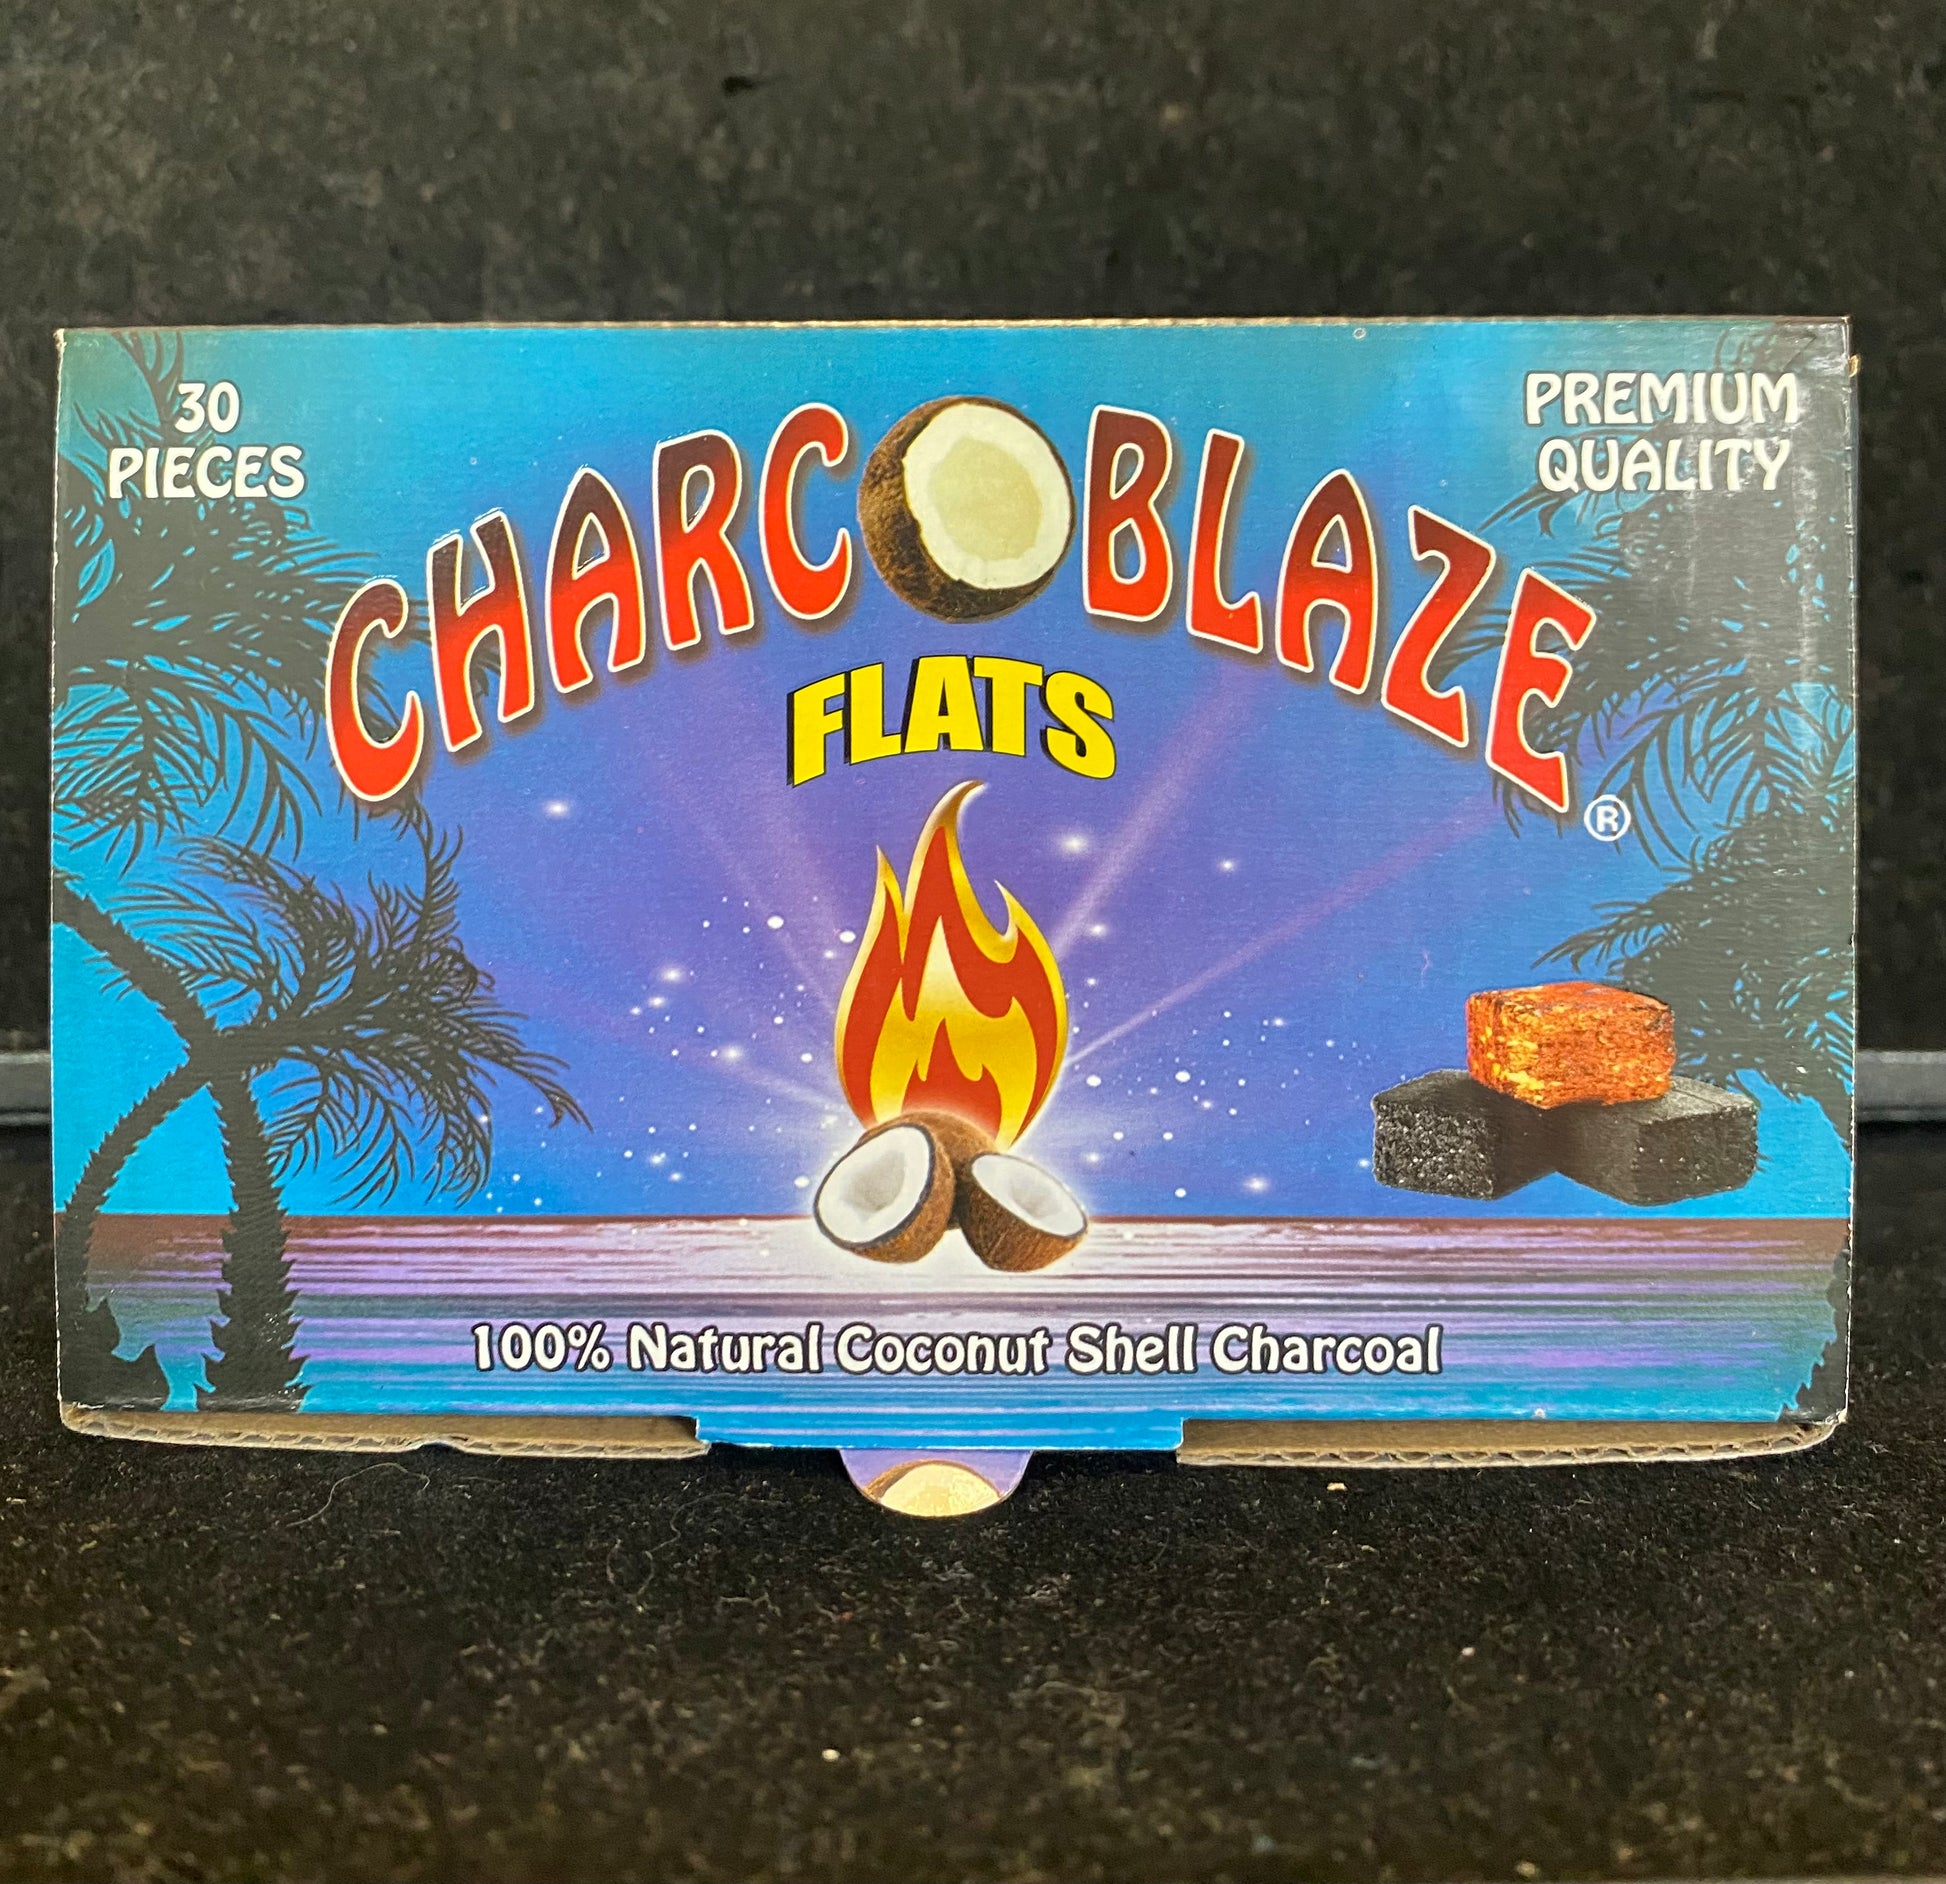 30
PIECES
PREMIUM
QUALITY
CHARCOBLAZE®
FLATS
100% Natural Coconut Shell Charcoal